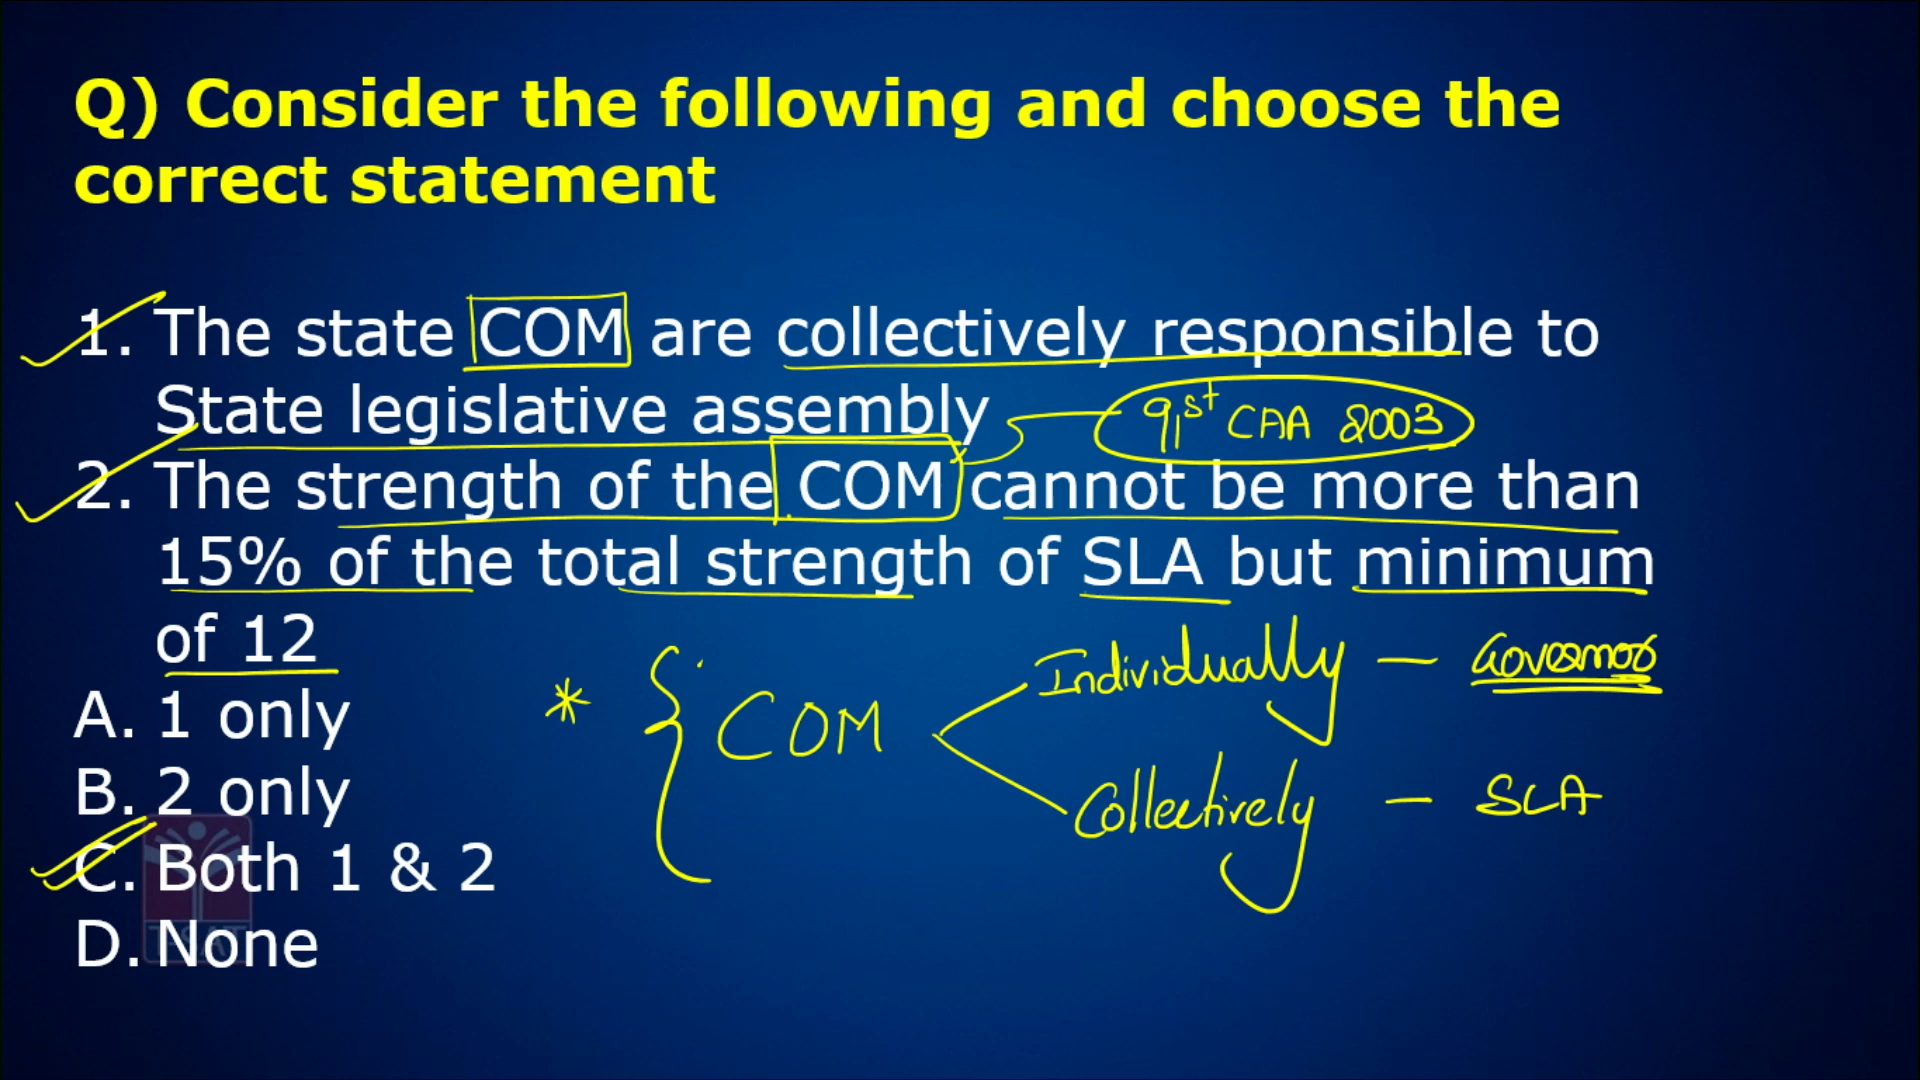 Q) Consider the following and choose the
correct statement
1. The state COM are collectively responsible to
State legislative assembly
91st CAA 2003
2. The strength of the COM cannot be more than
15% of the total strength of SLA but minimum
of 12
A. 1 only
B. 2 only
C. Both 1 & 2
D. None
* { COM
Individually — Governor
Collectively — SLA
T-SAT